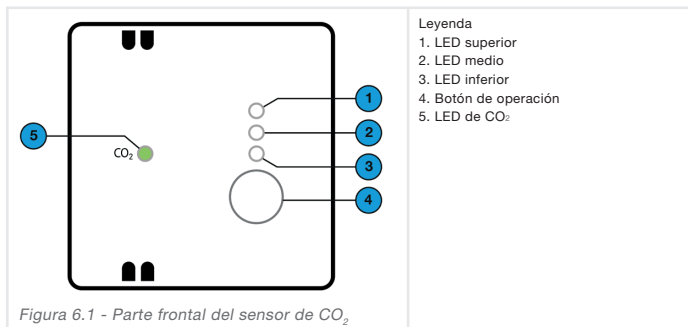 Leyenda
1. LED superior
2. LED medio
3. LED inferior
4. Botón de operación
5. LED de CO₂
1
2
5
CO₂
3
4
Figura 6.1 - Parte frontal del sensor de CO₂